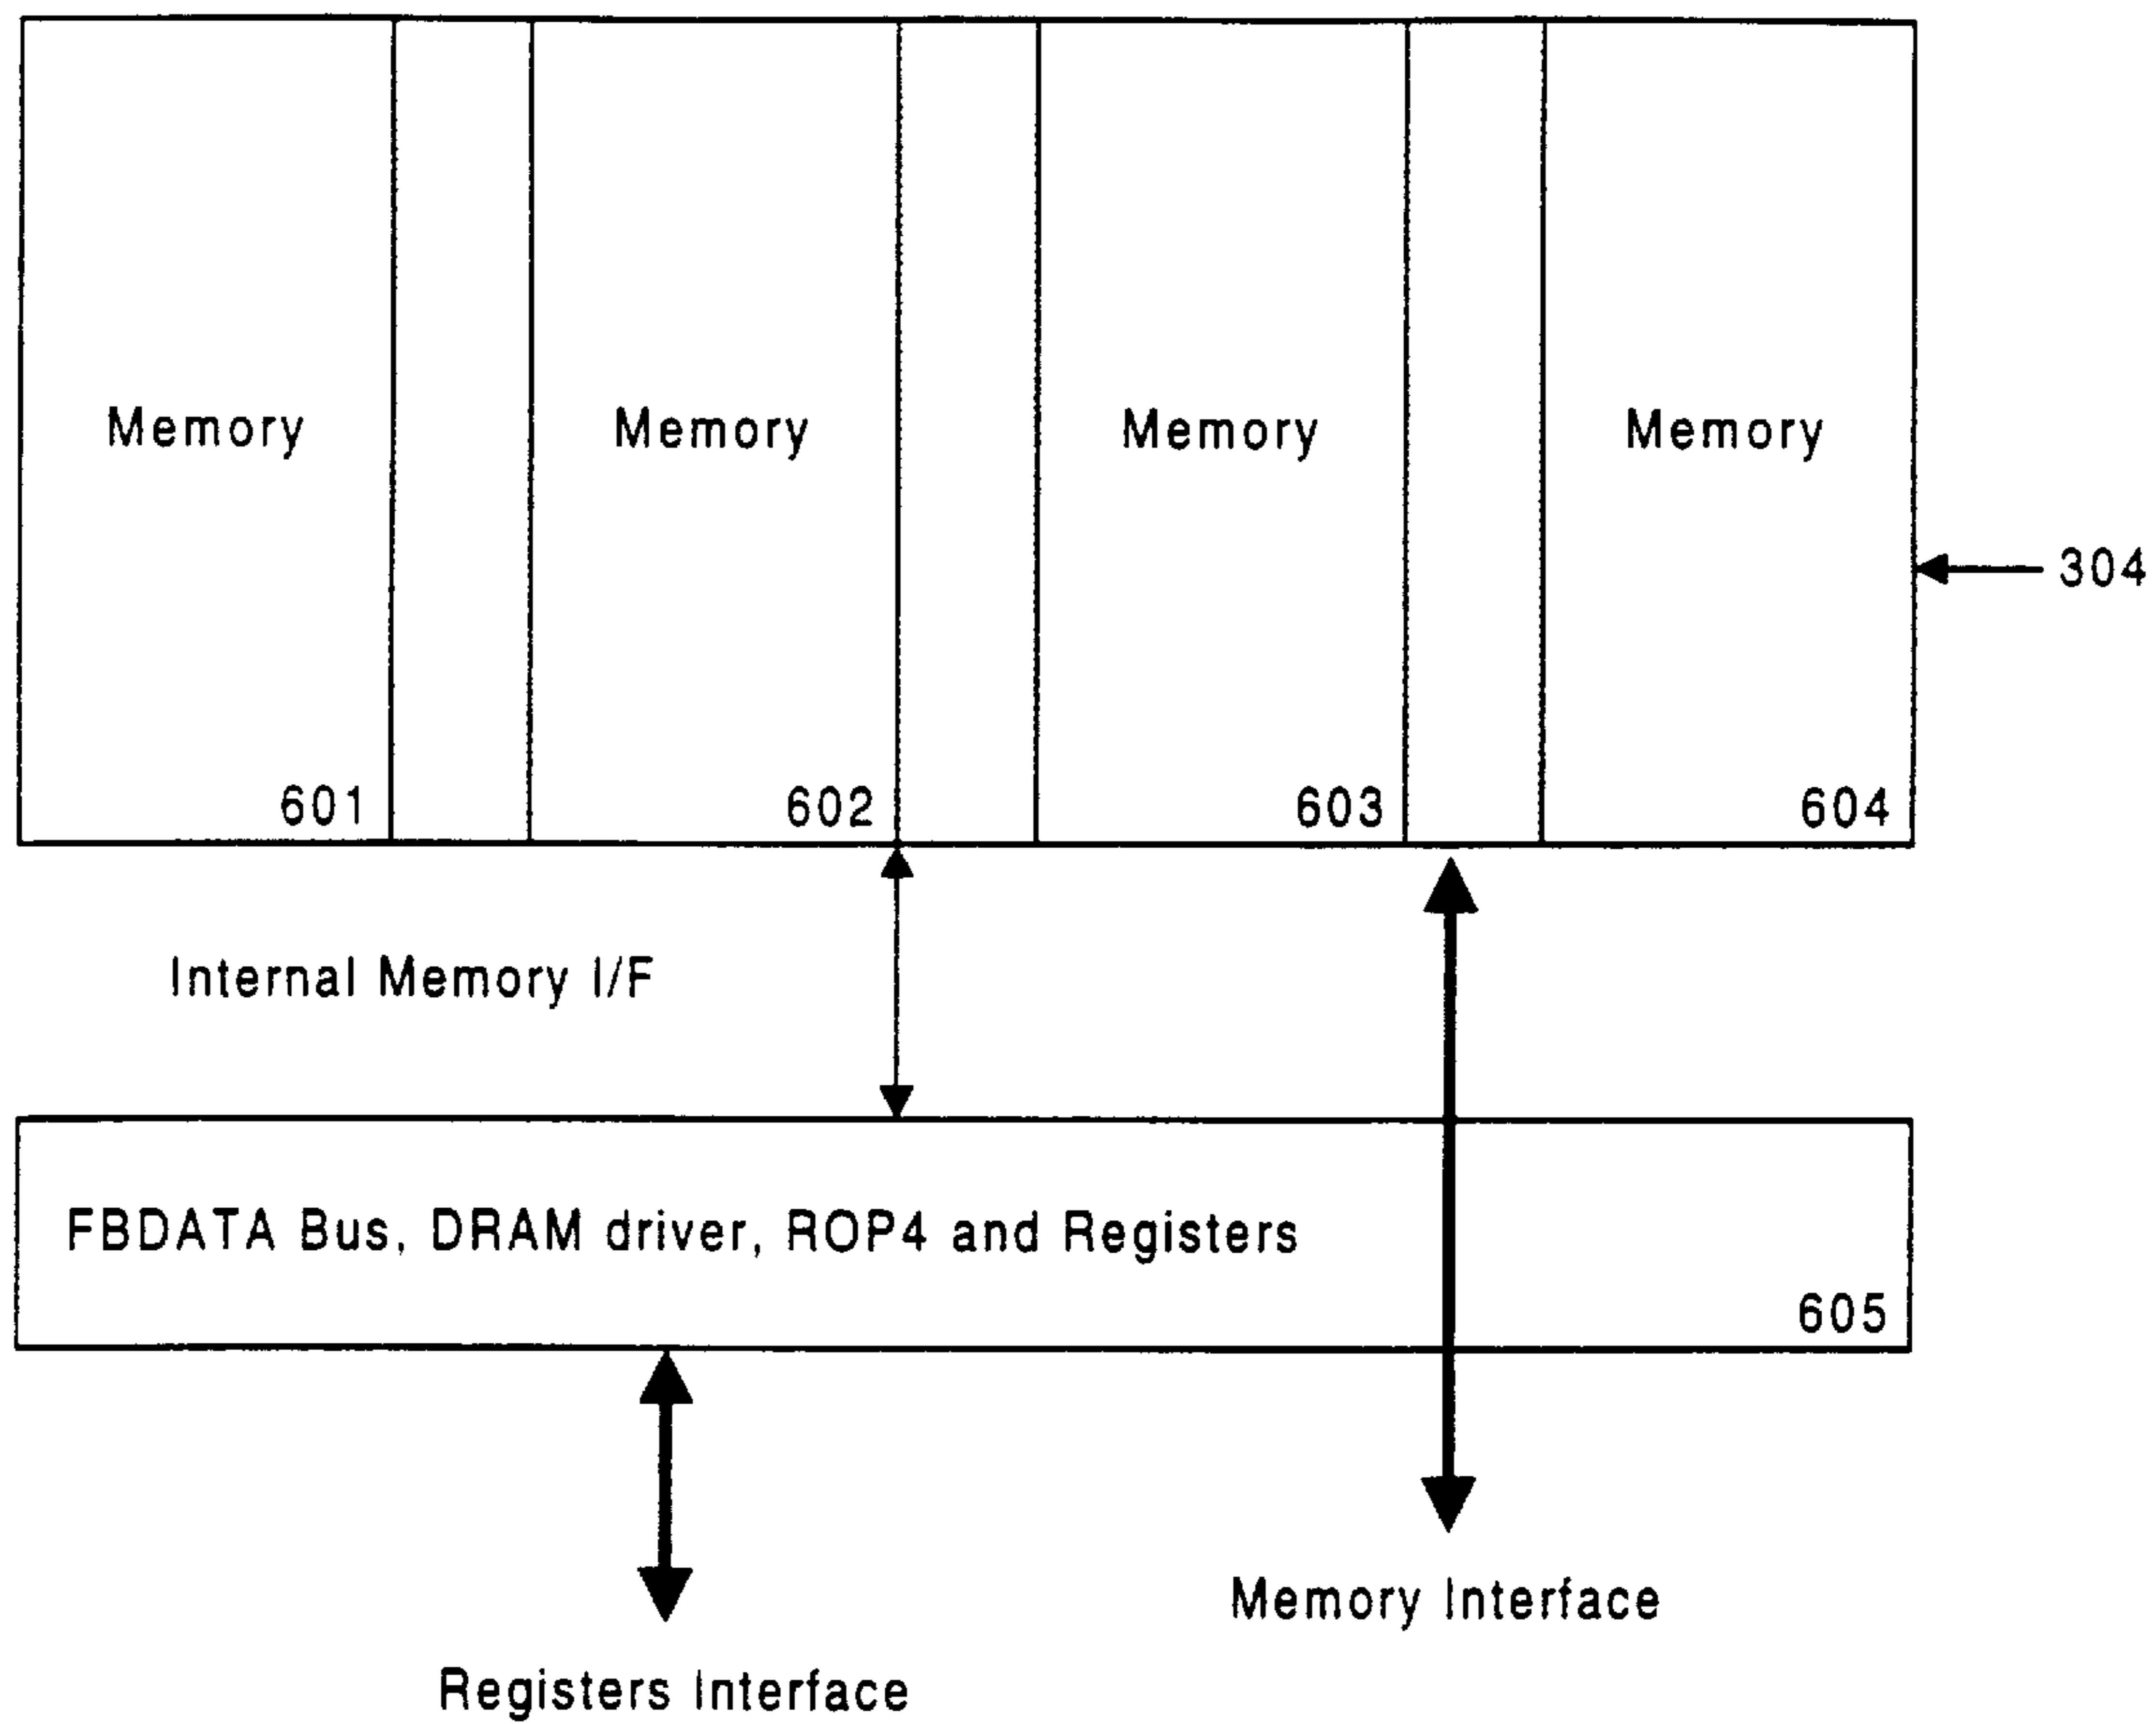 Memory
Memory
Memory
Memory
304
601
602
603
604
Internal Memory I/F
FBDATA Bus, DRAM driver, ROP4 and Registers
605
Memory Interface
Registers Interface